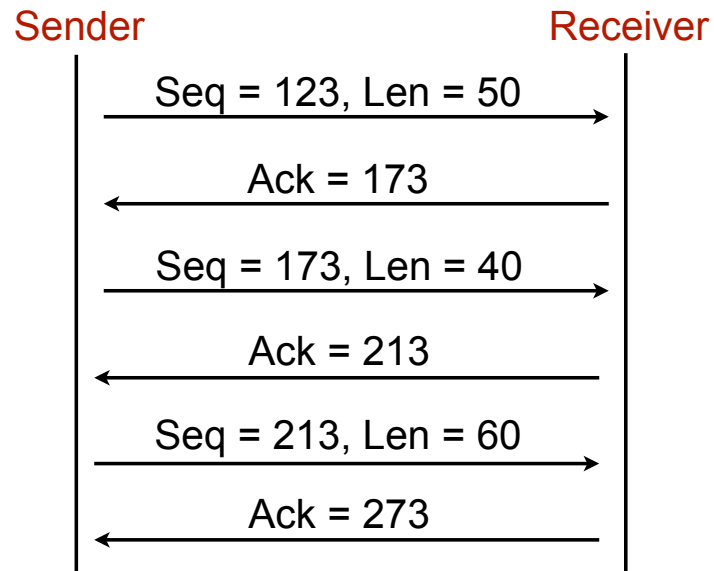 Sender Receiver
Seq = 123, Len = 50
Ack = 173
Seq = 173, Len = 40
Ack = 213
Seq = 213, Len = 60
Ack = 273